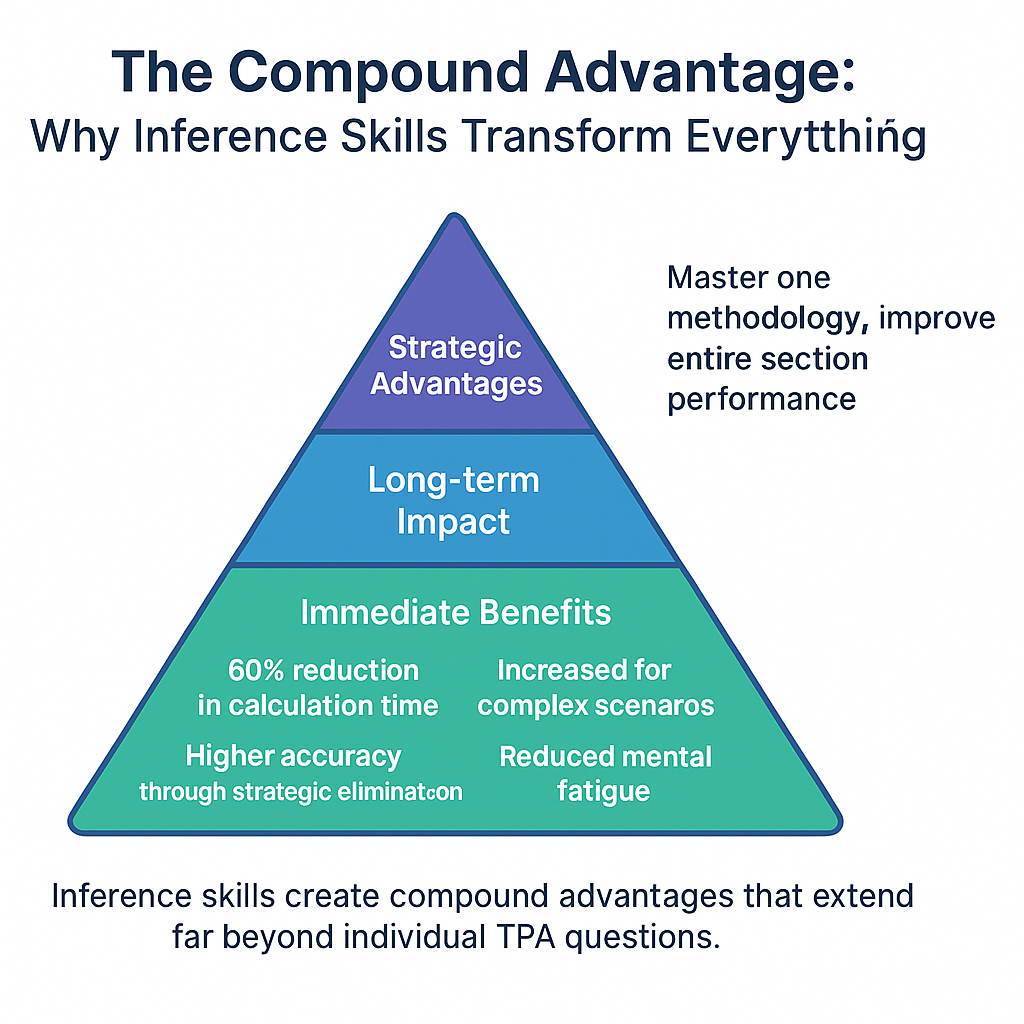 The Compound Advantage:
Why Inference Skills Transform Everytthińg
Master one
methodology, improve
entire section
performance
Strategic
Advantages
Long-term
Impact
Immediate Benefits
60% reduction
in calculation time
Increased for
complex scenaros
Higher accuracy
through strategic eliminatcon
Reduced mental
fatigue
Inference skills create compound advantages that extend
far beyond individual TPA questions.